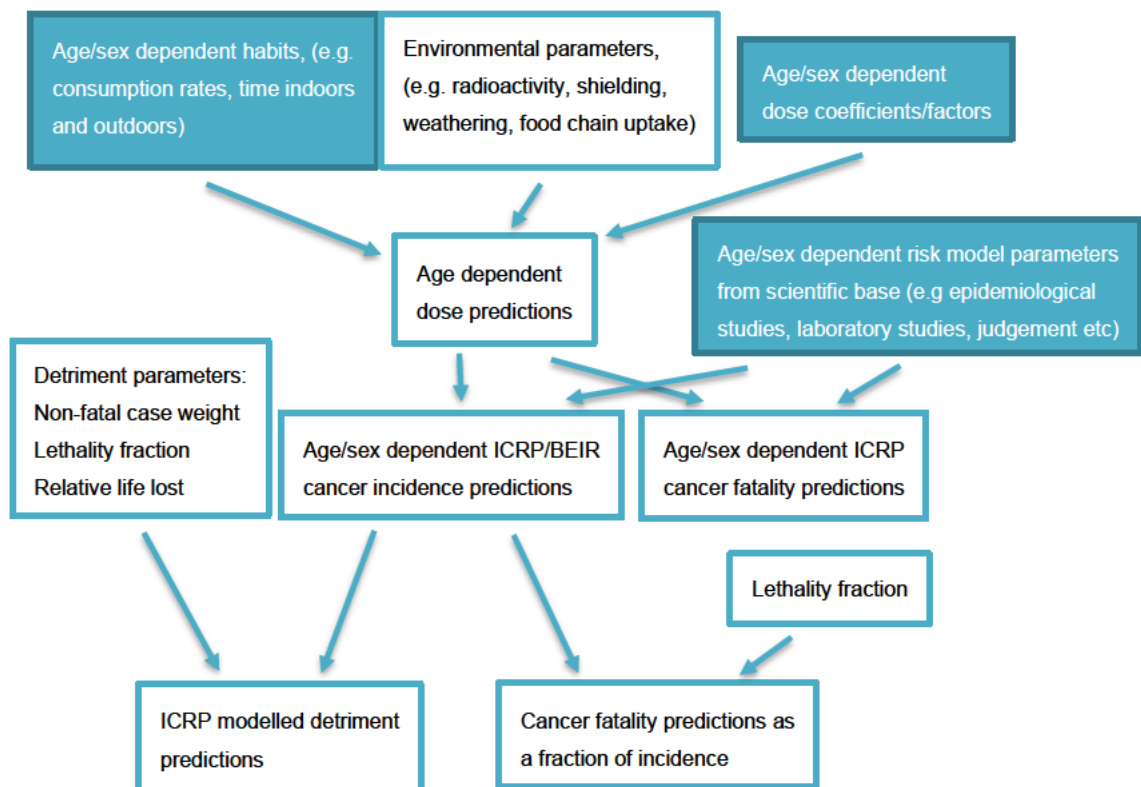 Age/sex dependent habits, (e.g.
consumption rates, time indoors
and outdoors)
Environmental parameters,
(e.g. radioactivity, shielding,
weathering, food chain uptake)
Age/sex dependent
dose coefficients/factors
Age dependent
dose predictions
Age/sex dependent risk model parameters
from scientific base (e.g epidemiological
studies, laboratory studies, judgement etc)
Detriment parameters:
Non-fatal case weight
Lethality fraction
Relative life lost
Age/sex dependent ICRP/BEIR
cancer incidence predictions
Age/sex dependent ICRP
cancer fatality predictions
Lethality fraction
ICRP modelled detriment
predictions
Cancer fatality predictions as
a fraction of incidence